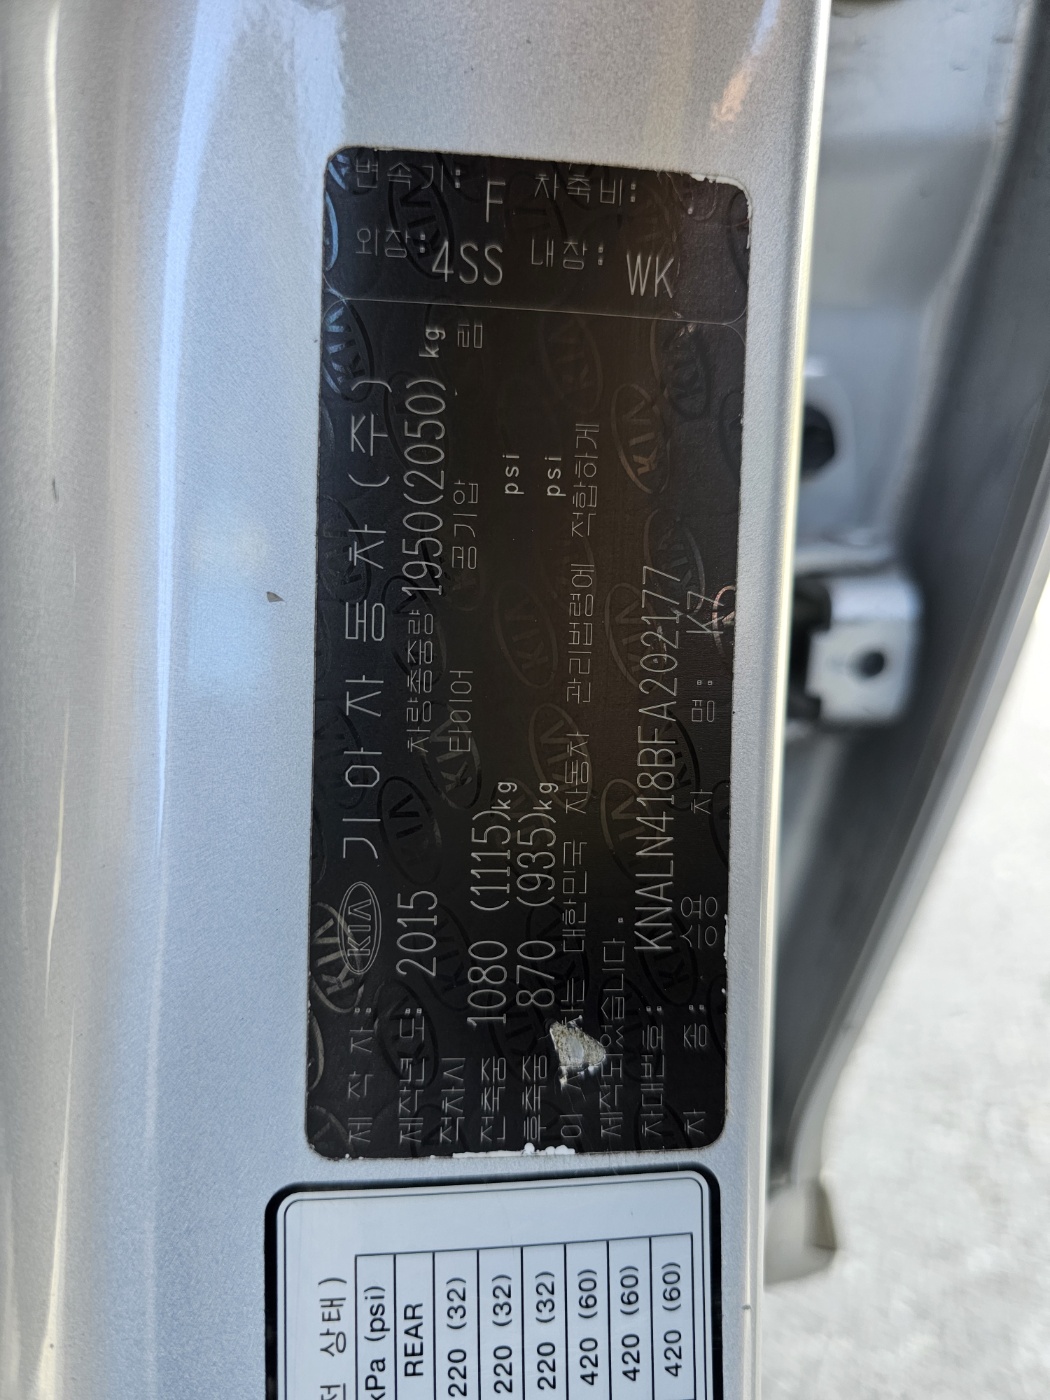 제 작 자: KIA 기아자동차(주)
제작년도: 2015 차량총중량 1950(2050) kg
적차시 타이어 공기압 림
전축중 1080 (1115)kg psi
후축중 870 (935)kg psi
이 차는 대한민국 자동차 관리법령에 적합하게
제작되었습니다.
차대번호: KNALN418BFA202177
차 종: 승용 차 명: K7
변속기: F 차축비:
외장: 4SS 내장: WK
상태)
kPa (psi)
REAR
220 (32)
220 (32)
220 (32)
420 (60)
420 (60)
420 (60)